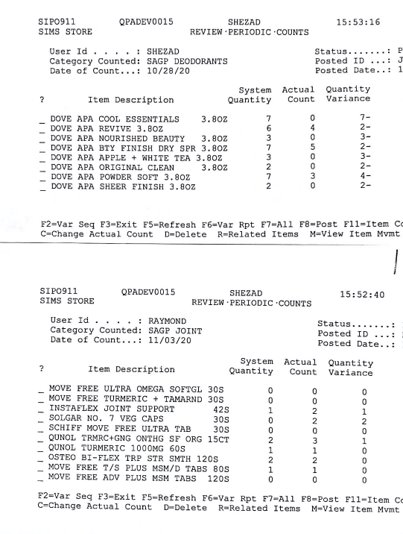 SIPO911 QPADEV0015 SHEZAD 15:53:16
SIMS STORE REVIEW PERIODIC COUNTS
User Id . . . . : SHEZAD Status.......: P
Category Counted: SAGP DEODORANTS Posted ID ...: J
Date of Count...: 10/28/20 Posted Date..: 1
System Actual Quantity
? Item Description Quantity Count Variance
_ DOVE APA COOL ESSENTIALS 3.8OZ 7 0 7-
_ DOVE APA REVIVE 3.8OZ 6 4 2-
_ DOVE APA NOURISHED BEAUTY 3.8OZ 3 0 3-
_ DOVE APA BTY FINISH DRY SPR 3.8OZ 7 5 2-
_ DOVE APA APPLE + WHITE TEA 3.8OZ 3 0 3-
_ DOVE APA ORIGINAL CLEAN 3.8OZ 2 0 2-
_ DOVE APA POWDER SOFT 3.8OZ 7 3 4-
_ DOVE APA SHEER FINISH 3.8OZ 2 0 2-
F2=Var Seq F3=Exit F5=Refresh F6=Var Rpt F7=All F8=Post F11=Item Co
C=Change Actual Count D=Delete R=Related Items M=View Item Mvmt
SIPO911 QPADEV0015 SHEZAD 15:52:40
SIMS STORE REVIEW PERIODIC COUNTS
User Id . . . . : RAYMOND Status.......:
Category Counted: SAGP JOINT Posted ID ...:
Date of Count...: 11/03/20 Posted Date..:
System Actual Quantity
? Item Description Quantity Count Variance
_ MOVE FREE ULTRA OMEGA SOFTGL 30S 0 0 0
_ MOVE FREE TURMERIC + TAMARND 30S 0 0 0
_ INSTAFLEX JOINT SUPPORT 42S 1 2 1
_ SOLGAR NO. 7 VEG CAPS 30S 0 2 2
_ SCHIFF MOVE FREE ULTRA TAB 30S 0 0 0
_ QUNOL TRMRC+GNG ONTHG SF ORG 15CT 2 3 1
_ QUNOL TURMERIC 1000MG 60S 1 1 0
_ OSTEO BI-FLEX TRP STR SMTH 120S 2 2 0
_ MOVE FREE T/S PLUS MSM/D TABS 80S 1 1 0
_ MOVE FREE ADV PLUS MSM TABS 120S 0 0 0
F2=Var Seq F3=Exit F5=Refresh F6=Var Rpt F7=All F8=Post F11=Item Co
C=Change Actual Count D=Delete R=Related Items M=View Item Mvmt